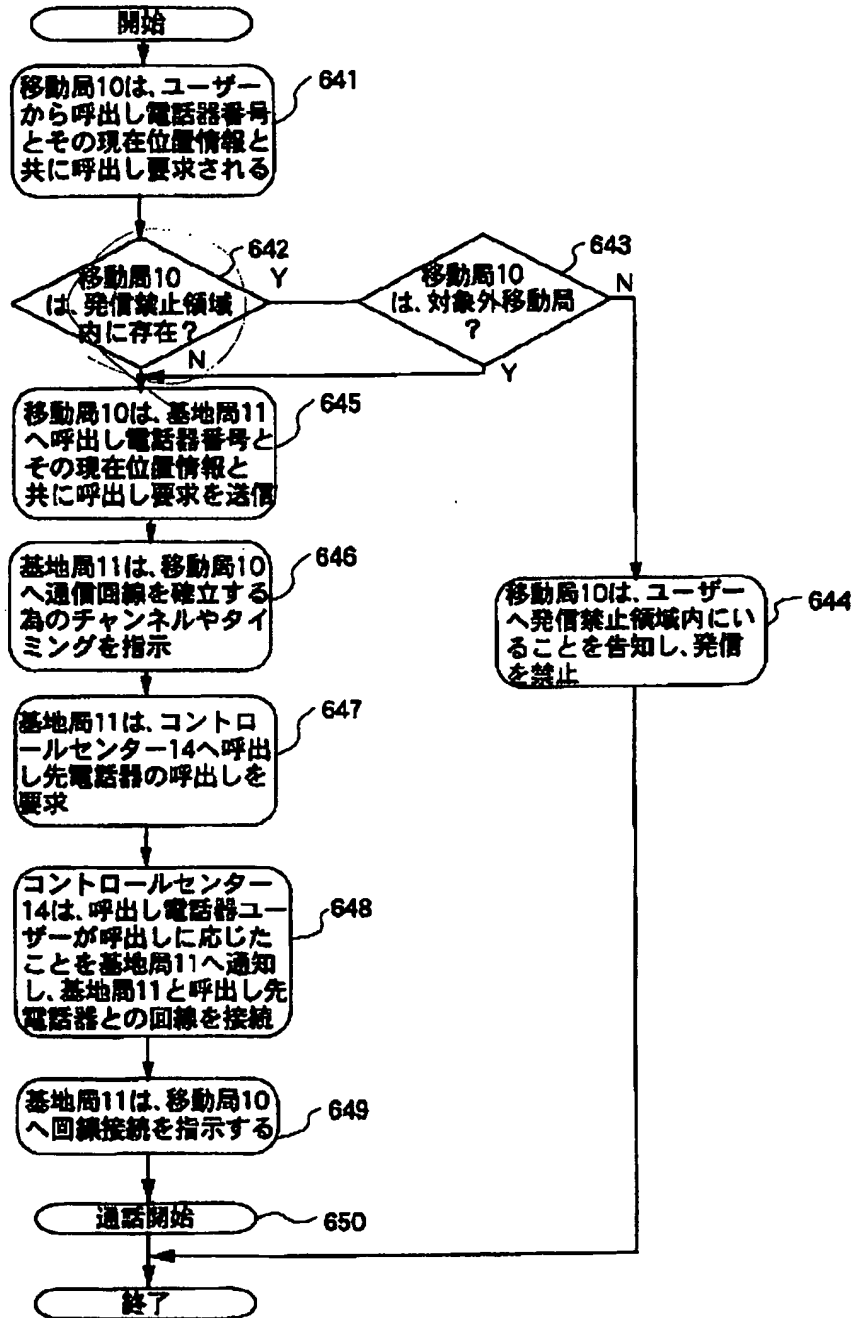 開始
移動局10は、ユーザー
から呼出し電話器番号
とその現在位置情報と
共に呼出し要求される
641
移動局10
は、発信禁止領域
内に存在？
642
Y
N
移動局10
は、対象外移動局
？
643
N
Y
移動局10は、基地局11
へ呼出し電話器番号と
その現在位置情報と
共に呼出し要求を送信
645
基地局11は、移動局10
へ通信回線を確立する
為のチャンネルやタイ
ミングを指示
646
移動局10は、ユーザー
へ発信禁止領域内にい
ることを告知し、発信
を禁止
644
基地局11は、コントロ
ールセンター14へ呼出
し先電話器の呼出しを
要求
647
コントロールセンター
14は、呼出し電話器ユー
ザーが呼出しに応じた
ことを基地局11へ通知
し、基地局11と呼出し先
電話器との回線を接続
648
基地局11は、移動局10
へ回線接続を指示する
649
通話開始
650
終了